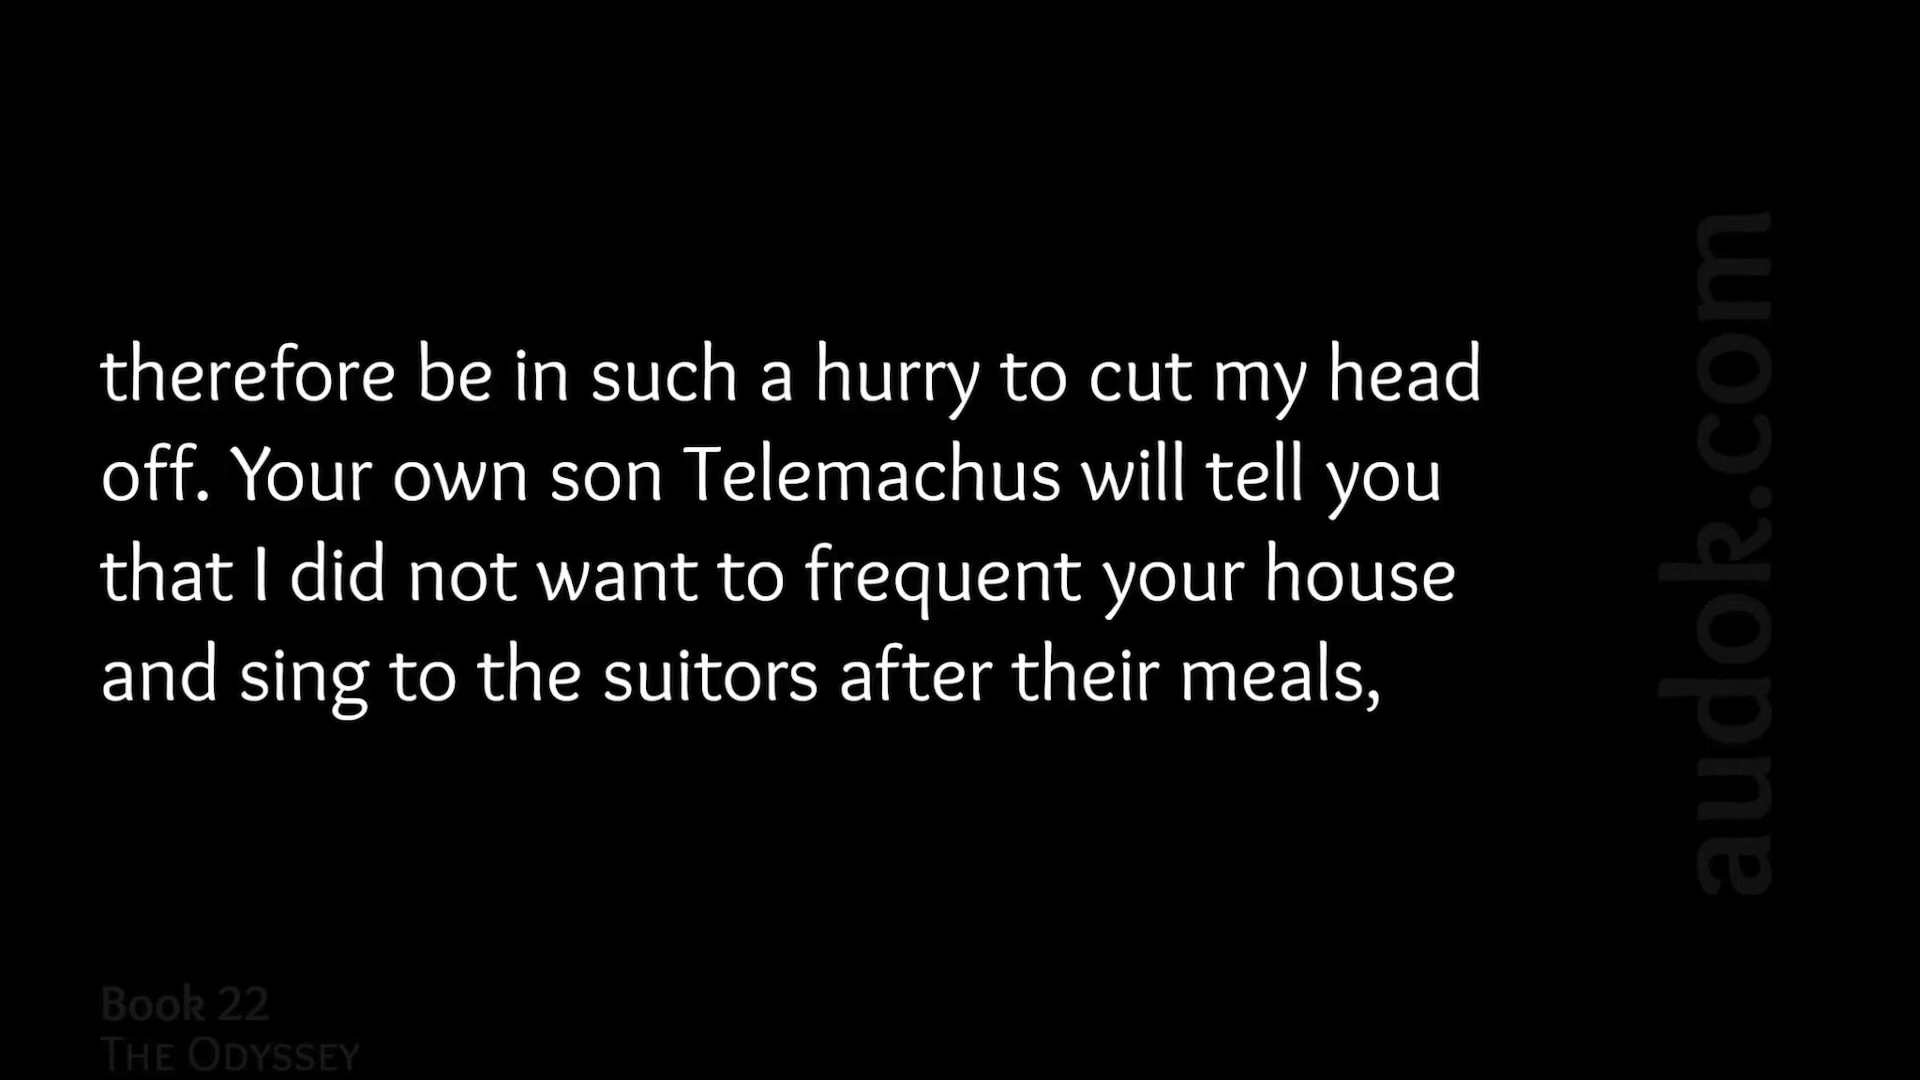 therefore be in such a hurry to cut my head
off. Your own son Telemachus will tell you
that I did not want to frequent your house
and sing to the suitors after their meals,
audok.com
Book 22
THE ODYSSEY